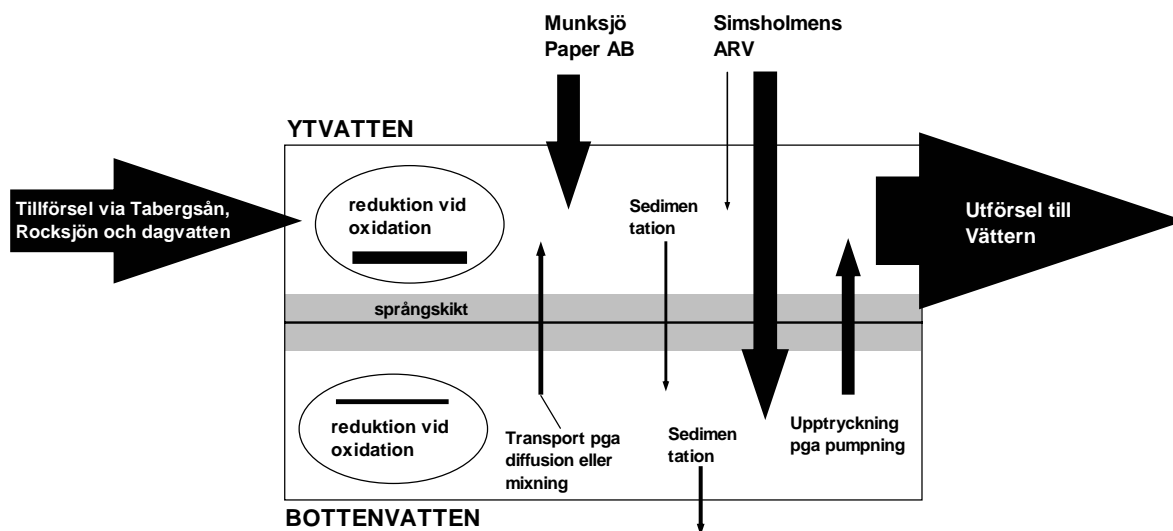 Munksjö
Paper AB
Simsholmens
ARV
YTVATTEN
Tillförsel via Tabergsån,
Rocksjön och dagvatten
reduktion vid
oxidation
Sedimen
tation
Utförsel till
Vättern
språngskikt
reduktion vid
oxidation
Transport pga
diffusion eller
mixning
Sedimen
tation
Upptryckning
pga pumpning
BOTTENVATTEN